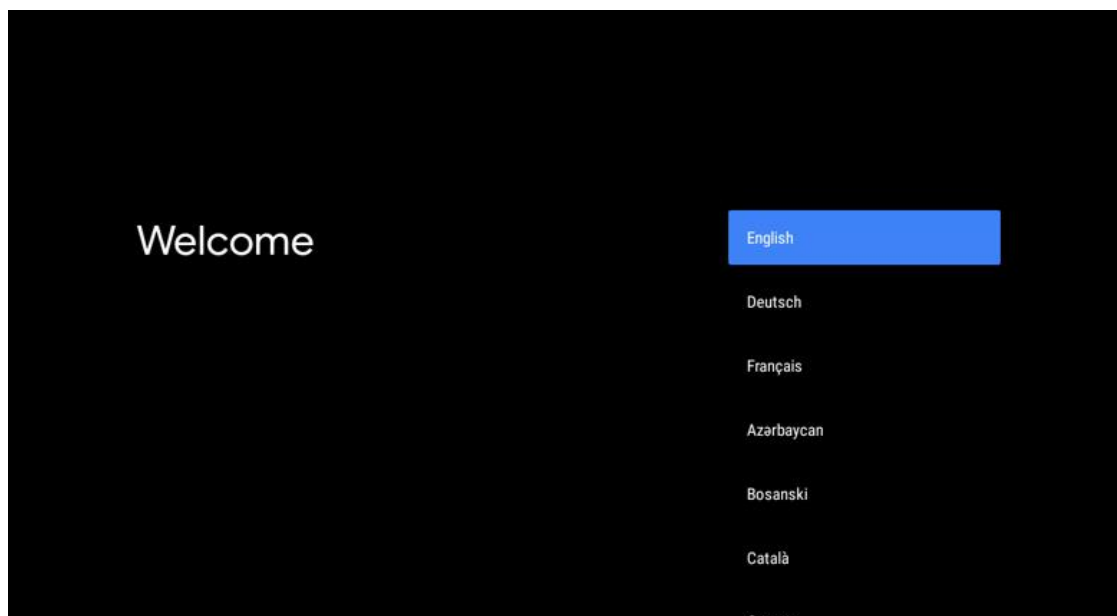 Welcome
English
Deutsch
Français
Azərbaycan
Bosanski
Català